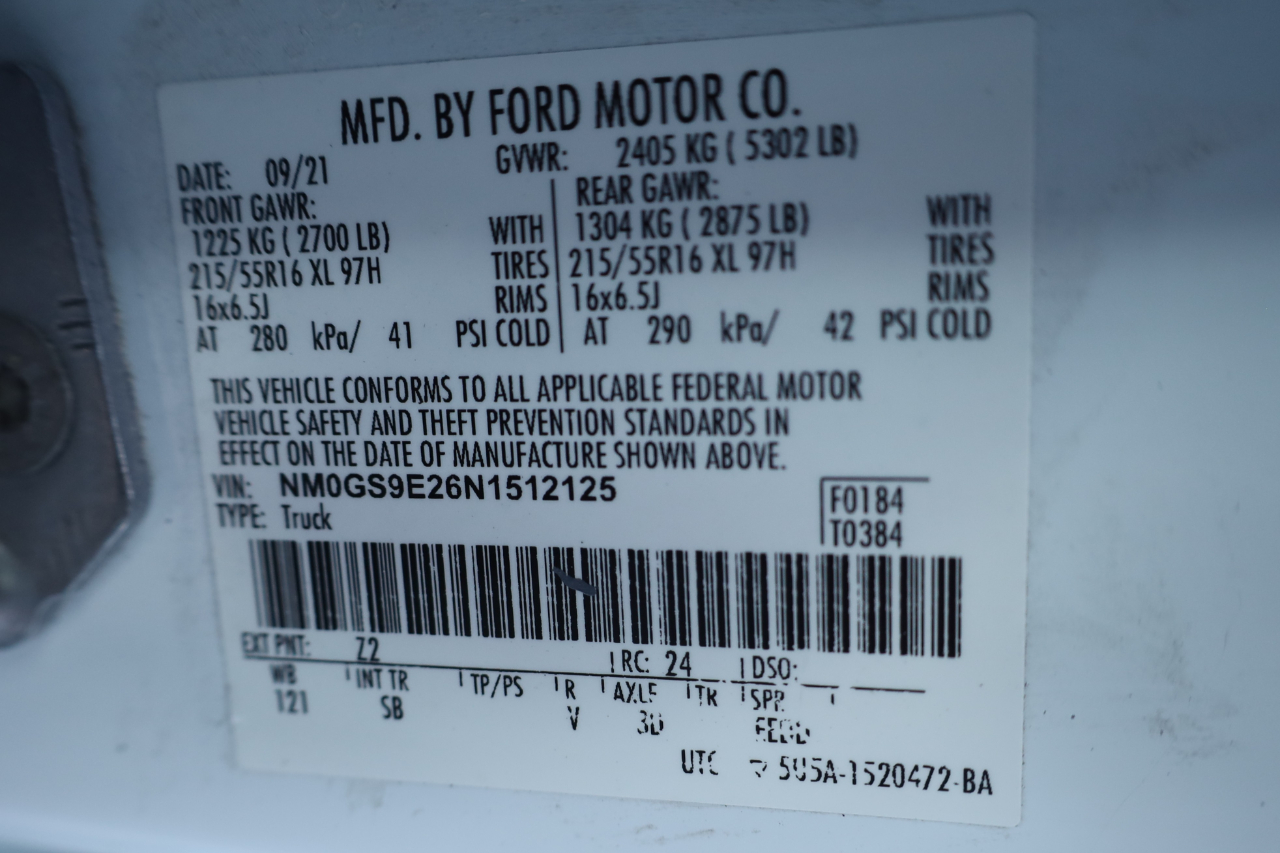 MFD. BY FORD MOTOR CO.
DATE: 09/21 GVWR: 2405 KG ( 5302 LB)
FRONT GAWR: REAR GAWR:
1225 KG ( 2700 LB) WITH 1304 KG ( 2875 LB) WITH
215/55R16 XL 97H TIRES 215/55R16 XL 97H TIRES
16x6.5J RIMS 16x6.5J RIMS
AT 280 kPa/ 41 PSI COLD AT 290 kPa/ 42 PSI COLD
THIS VEHICLE CONFORMS TO ALL APPLICABLE FEDERAL MOTOR
VEHICLE SAFETY AND THEFT PREVENTION STANDARDS IN
EFFECT ON THE DATE OF MANUFACTURE SHOWN ABOVE.
VIN: NM0GS9E26N1512125 F0184
TYPE: Truck T0384
EXT PNT: Z2 RC: 24 DSO:
WB INT TR TP/PS R AXLE TR SPR
121 SB V
UTC -1520472-BA